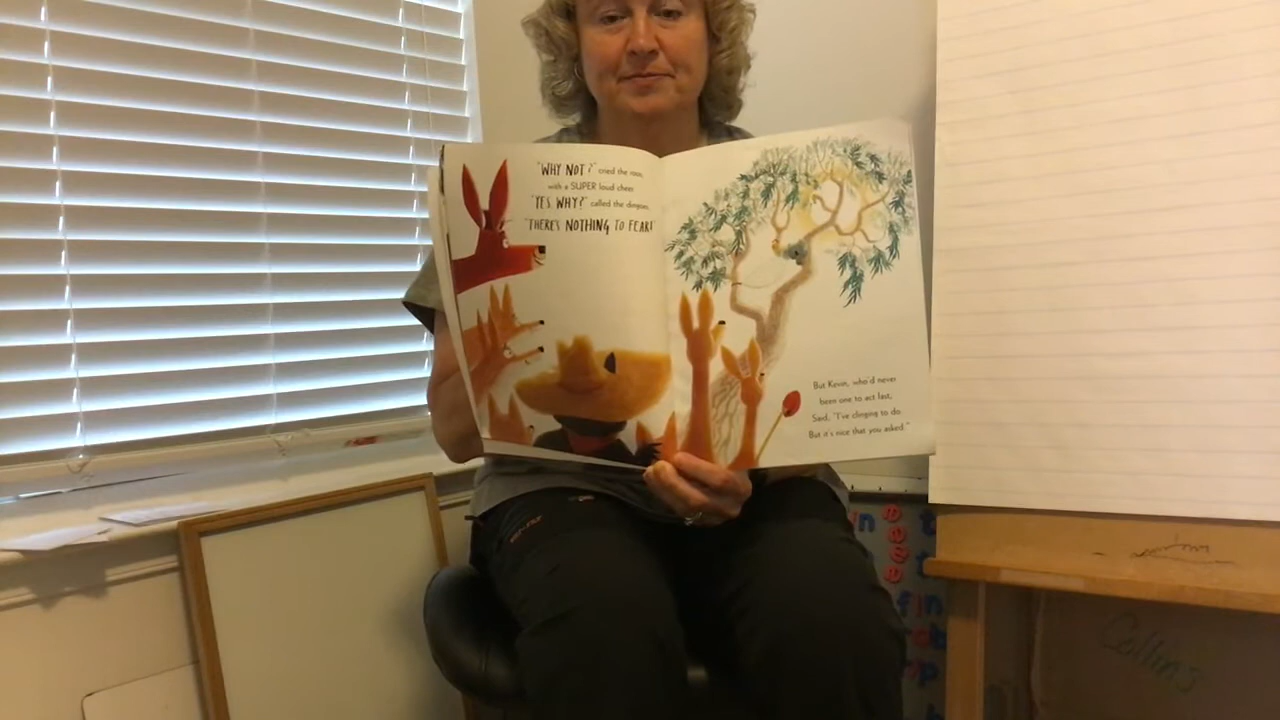 "WHY NOT?" cried the roos,
with a SUPER loud cheer.
"YES WHY?" called the dingoes.
"THERE'S NOTHING TO FEAR!"
But Kevin, who'd never
been one to act fast,
Said, "I've clinging to do.
But it's nice that you asked."
Collins